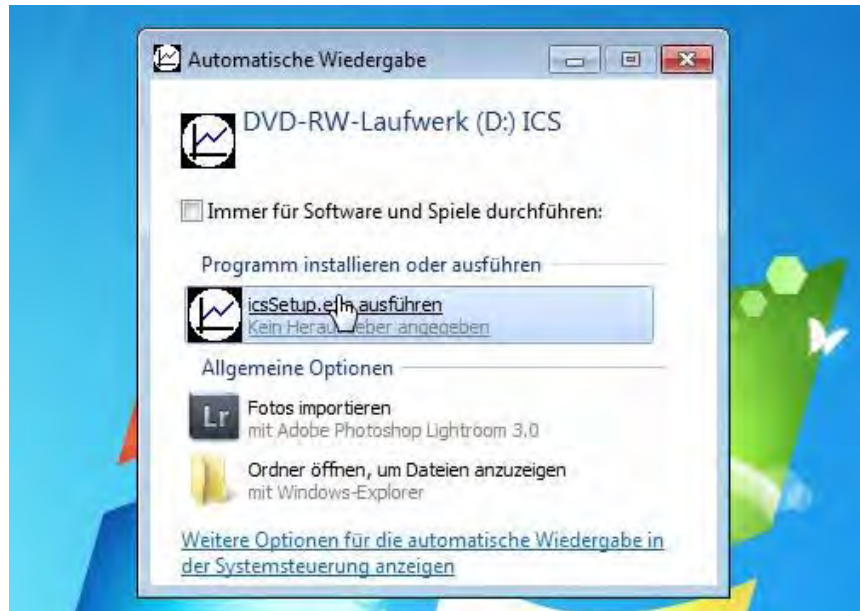 Automatische Wiedergabe
DVD-RW-Laufwerk (D:) ICS
Immer für Software und Spiele durchführen:
Programm installieren oder ausführen
ausführen
Kein angegeben
Allgemeine Optionen
Lr
Fotos importieren
mit Adobe Photoshop Lightroom 3.0
Ordner öffnen, um Dateien anzuzeigen
mit Windows-Explorer
Weitere Optionen für die automatische Wiedergabe in
der Systemsteuerung anzeigen